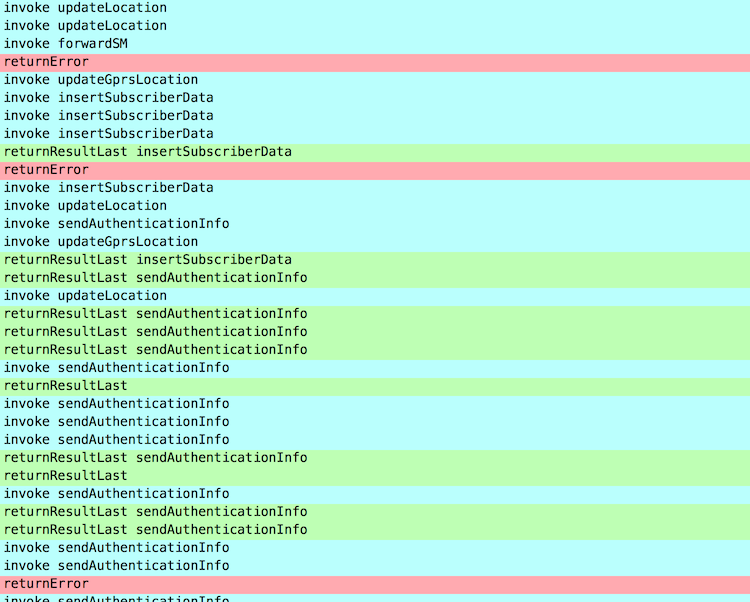 invoke updateLocation
invoke updateLocation
invoke forwardSM
returnError
invoke updateGprsLocation
invoke insertSubscriberData
invoke insertSubscriberData
invoke insertSubscriberData
returnResultLast insertSubscriberData
returnError
invoke insertSubscriberData
invoke updateLocation
invoke sendAuthenticationInfo
invoke updateGprsLocation
returnResultLast insertSubscriberData
returnResultLast sendAuthenticationInfo
invoke updateLocation
returnResultLast sendAuthenticationInfo
returnResultLast sendAuthenticationInfo
returnResultLast sendAuthenticationInfo
invoke sendAuthenticationInfo
returnResultLast
invoke sendAuthenticationInfo
invoke sendAuthenticationInfo
invoke sendAuthenticationInfo
returnResultLast sendAuthenticationInfo
returnResultLast
invoke sendAuthenticationInfo
returnResultLast sendAuthenticationInfo
returnResultLast sendAuthenticationInfo
invoke sendAuthenticationInfo
invoke sendAuthenticationInfo
returnError
invoke sendAuthenticationInfo